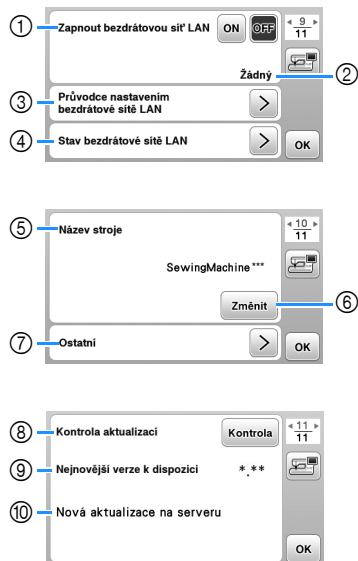 ① Zapnout bezdrátovou síť LAN ON OFF 9
11
Žádný ②
③ Průvodce nastavením
bezdrátové sítě LAN >
④ Stav bezdrátové sítě LAN > OK
⑤ Název stroje 10
11
SewingMachine***
Změnit ⑥
⑦ Ostatní > OK
⑧ Kontrola aktualizací Kontrola 11
11
⑨ Nejnovější verze k dispozici *.**
⑩ Nová aktualizace na serveru
OK